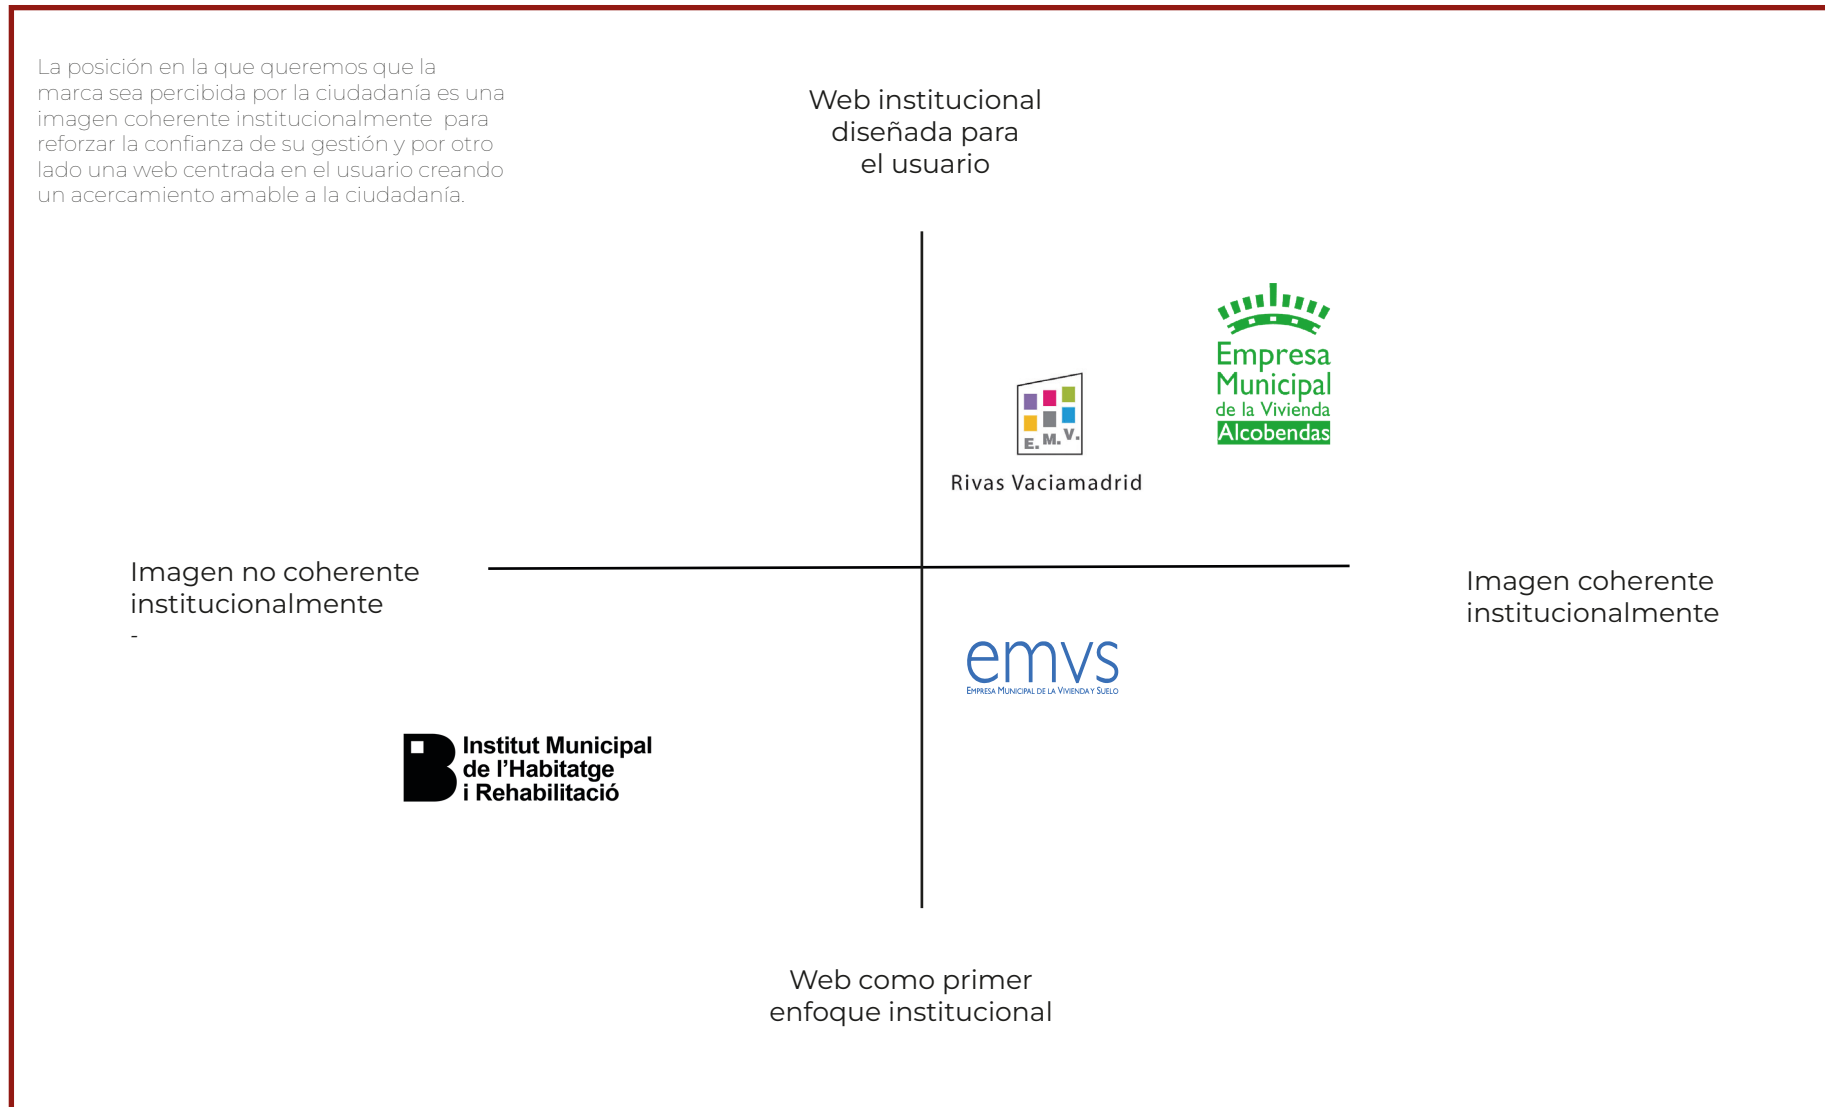 La posición en la que queremos que la
marca sea percibida por la ciudadanía es una
imagen coherente institucionalmente  para
reforzar la confianza de su gestión y por otro
lado una web centrada en el usuario creando
un acercamiento amable a la ciudadanía.
Web institucional
diseñada para
el usuario
Empresa
Municipal
de la Vivienda
Alcobendas
E. M. V.
Rivas Vaciamadrid
Imagen no coherente
institucionalmente
-
Imagen coherente
institucionalmente
emvs
Empresa Municipal de la Vivienda y Suelo
B
Institut Municipal
de l'Habitatge
i Rehabilitació
Web como primer
enfoque institucional